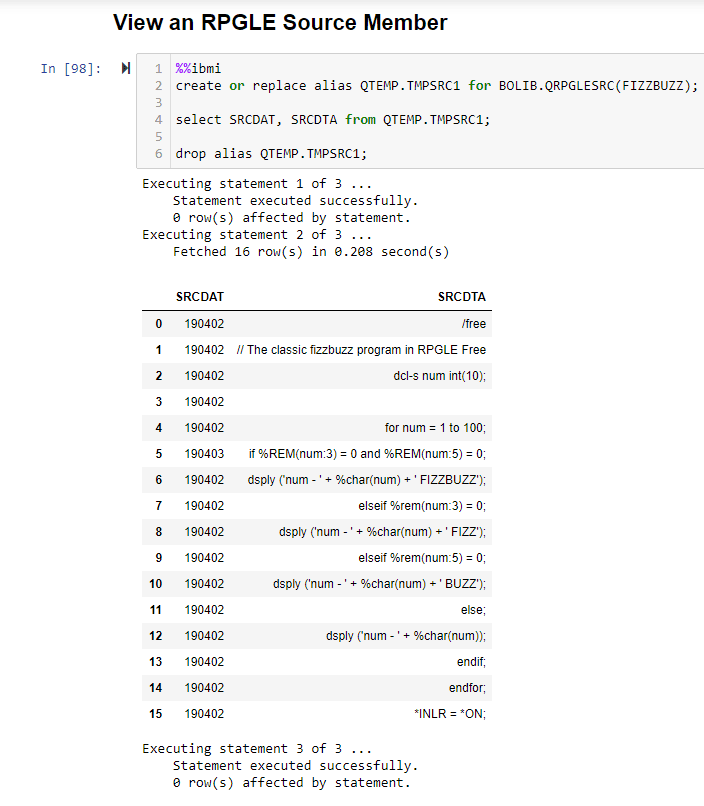 View an RPGLE Source Member
In [98]:
1 %%ibmi
2 create or replace alias QTEMP.TMPSRC1 for BOLIB.QRPGLESRC(FIZZBUZZ);
3
4 select SRCDAT, SRCDTA from QTEMP.TMPSRC1;
5
6 drop alias QTEMP.TMPSRC1;
Executing statement 1 of 3 ...
Statement executed successfully.
0 row(s) affected by statement.
Executing statement 2 of 3 ...
Fetched 16 row(s) in 0.208 second(s)
SRCDAT SRCDTA
0 190402 /free
1 190402 // The classic fizzbuzz program in RPGLE Free
2 190402 dcl-s num int(10);
3 190402
4 190402 for num = 1 to 100;
5 190403 if %REM(num:3) = 0 and %REM(num:5) = 0;
6 190402 dsply ('num - ' + %char(num) + ' FIZZBUZZ');
7 190402 elseif %rem(num:3) = 0;
8 190402 dsply ('num - ' + %char(num) + ' FIZZ');
9 190402 elseif %rem(num:5) = 0;
10 190402 dsply ('num - ' + %char(num) + ' BUZZ');
11 190402 else;
12 190402 dsply ('num - ' + %char(num));
13 190402 endif;
14 190402 endfor;
15 190402 *INLR = *ON;
Executing statement 3 of 3 ...
Statement executed successfully.
0 row(s) affected by statement.